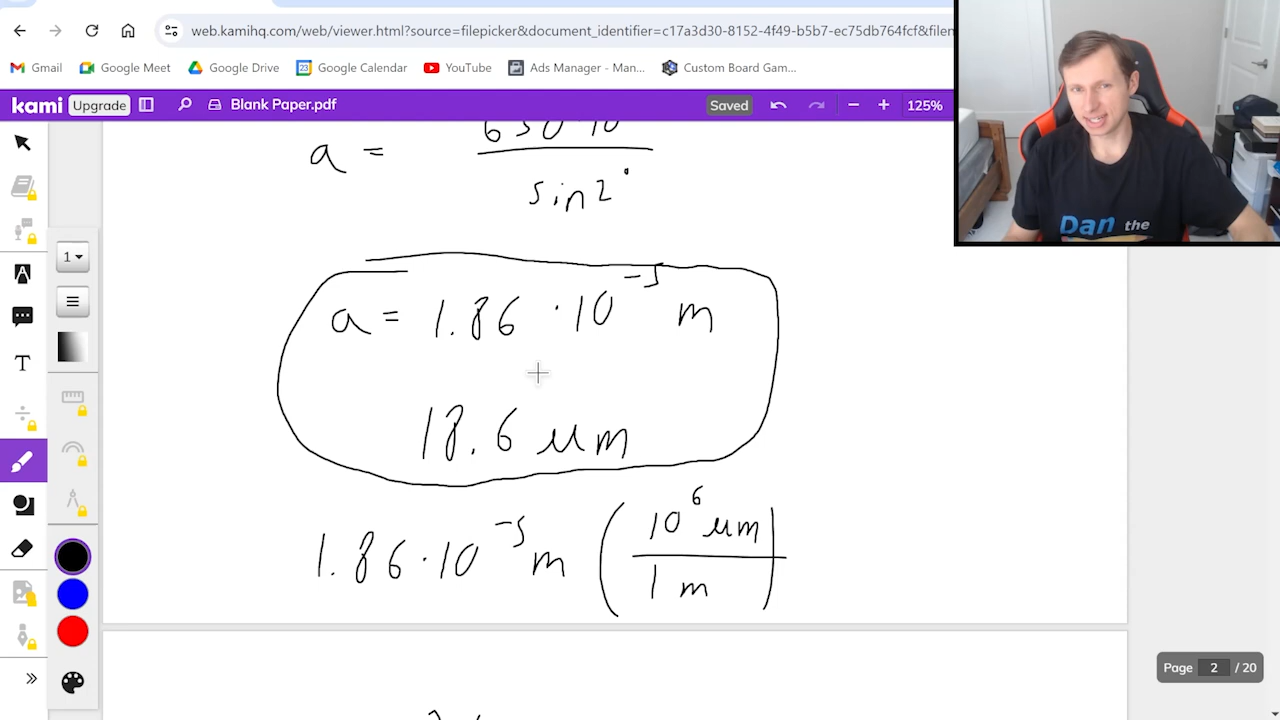 web.kamihq.com/web/viewer.html?source=filepicker&document_identifier=c17a3d30-8152-4f49-b5b7-ec75db764fcf&filen
Gmail Google Meet Google Drive 23 Google Calendar YouTube Ads Manager - Man... Custom Board Gam...
kami Upgrade Blank Paper.pdf Saved 125%
Dan the
a =
sin2°
a = 1.86 · 10⁻⁵ m
18.6 μm
1.86 · 10⁻⁵ m (10⁶ μm / 1 m)
1
T
Page 2 / 20